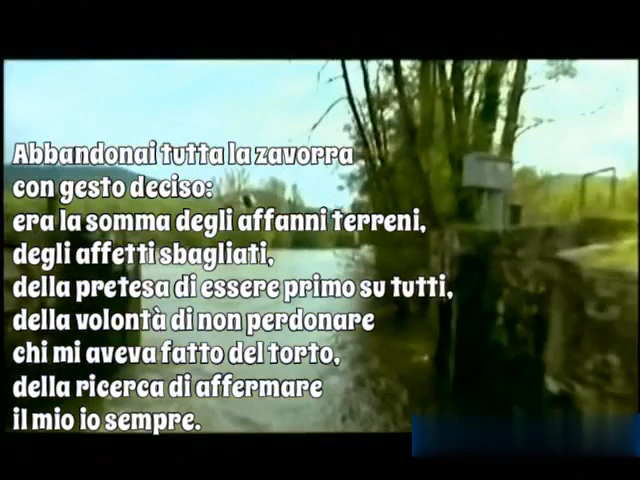 Abbandonai tutta la zavorra
con gesto deciso:
era la somma degli affanni terreni,
degli affetti sbagliati,
della pretesa di essere primo su tutti,
della volontà di non perdonare
chi mi aveva fatto del torto,
della ricerca di affermare
il mio io sempre.